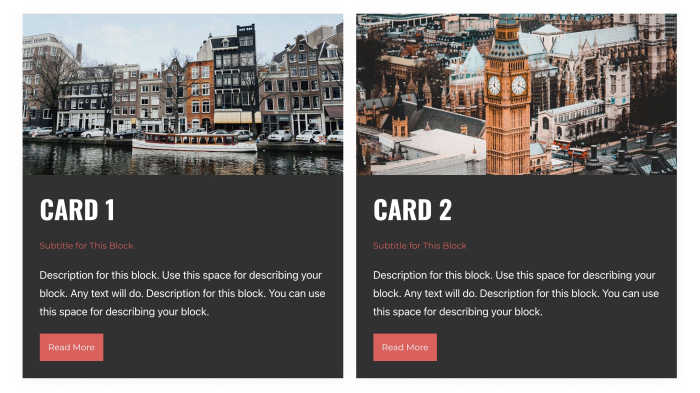 CARD 1
Subtitle for This Block
Description for this block. Use this space for describing your
block. Any text will do. Description for this block. You can use
this space for describing your block.
Read More
CARD 2
Subtitle for This Block
Description for this block. Use this space for describing your
block. Any text will do. Description for this block. You can use
this space for describing your block.
Read More